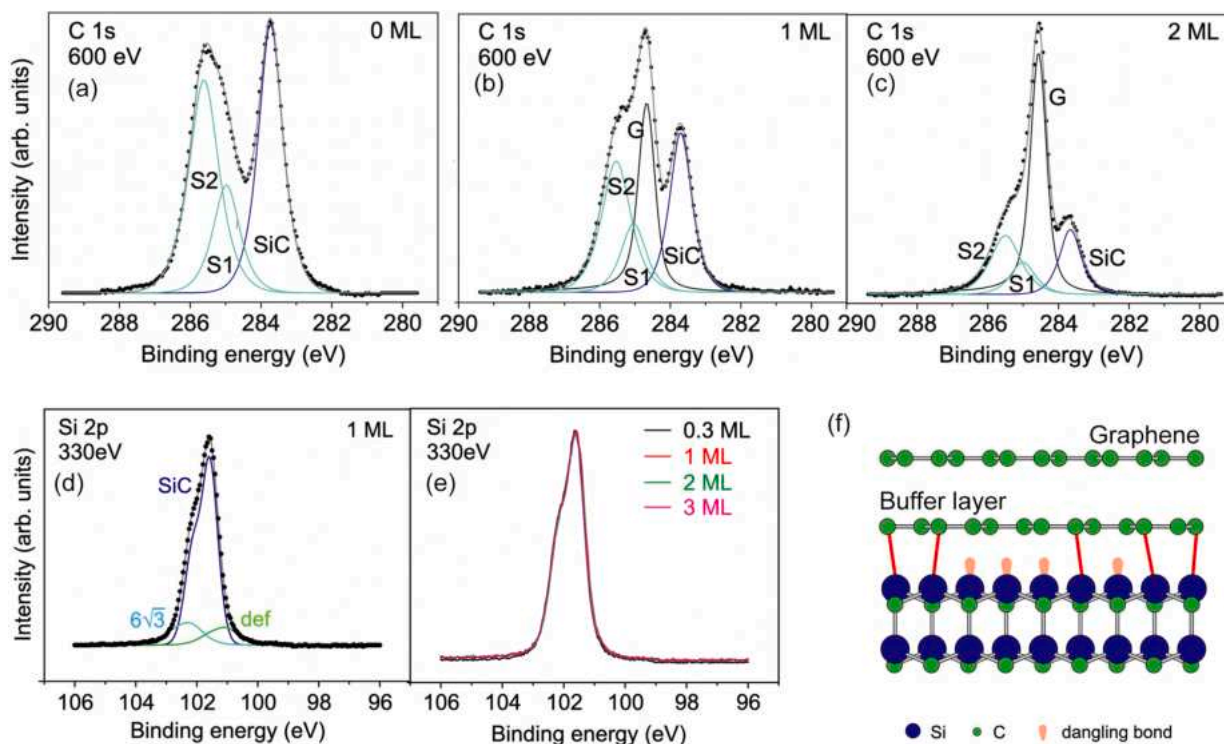 C 1s
600 eV
(a)
0 ML
S2
S1
SiC
Intensity (arb. units)
290 288 286 284 282 280
Binding energy (eV)
C 1s
600 eV
(b)
1 ML
G
S2
S1
SiC
290 288 286 284 282 280
Binding energy (eV)
C 1s
600 eV
(c)
2 ML
G
S2
S1
SiC
290 288 286 284 282 280
Binding energy (eV)
Si 2p
330eV
(d)
1 ML
SiC
6√3
def
Intensity (arb. units)
106 104 102 100 98 96
Binding energy (eV)
Si 2p
330eV
(e)
0.3 ML
1 ML
2 ML
3 ML
106 104 102 100 98 96
Binding energy (eV)
(f)
Graphene
Buffer layer
Si C dangling bond